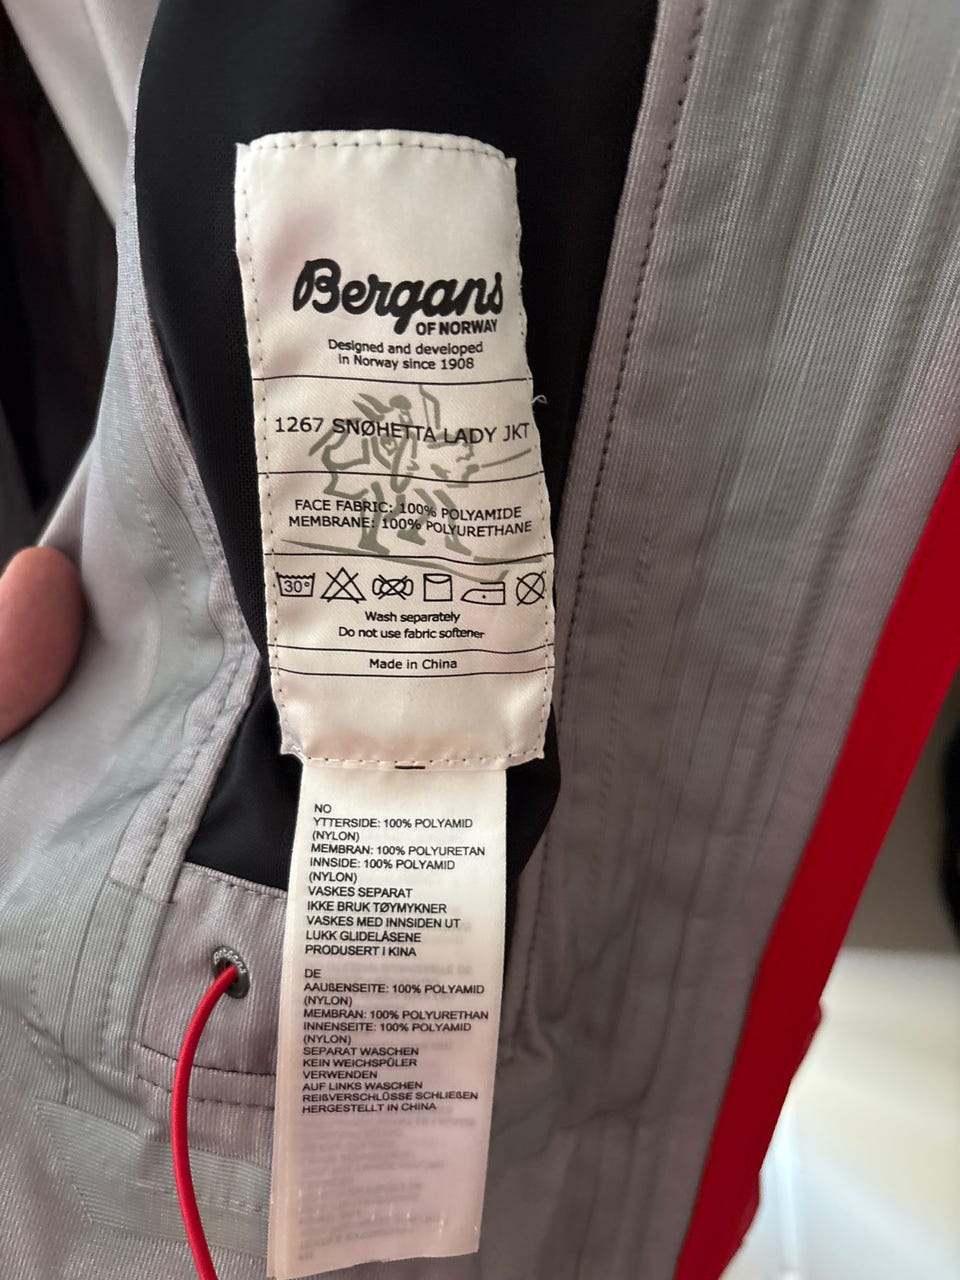 Bergans
OF NORWAY
Designed and developed
in Norway since 1908
1267 SNØHETTA LADY JKT
FACE FABRIC: 100% POLYAMIDE
MEMBRANE: 100% POLYURETHANE
30°
Wash separately
Do not use fabric softener
Made in China
NO
YTTERSIDE: 100% POLYAMID
(NYLON)
MEMBRAN: 100% POLYURETAN
INNSIDE: 100% POLYAMID
(NYLON)
VASKES SEPARAT
IKKE BRUK TØYMYKNER
VASKES MED INNSIDEN UT
LUKK GLIDELÅSENE
PRODUSERT I KINA
DE
AAUßENSEITE: 100% POLYAMID
(NYLON)
MEMBRAN: 100% POLYURETHAN
INNENSEITE: 100% POLYAMID
(NYLON)
SEPARAT WASCHEN
KEIN WEICHSPÜLER
VERWENDEN
AUF LINKS WASCHEN
REIßVERSCHLÜSSE SCHLIEßEN
HERGESTELLT IN CHINA